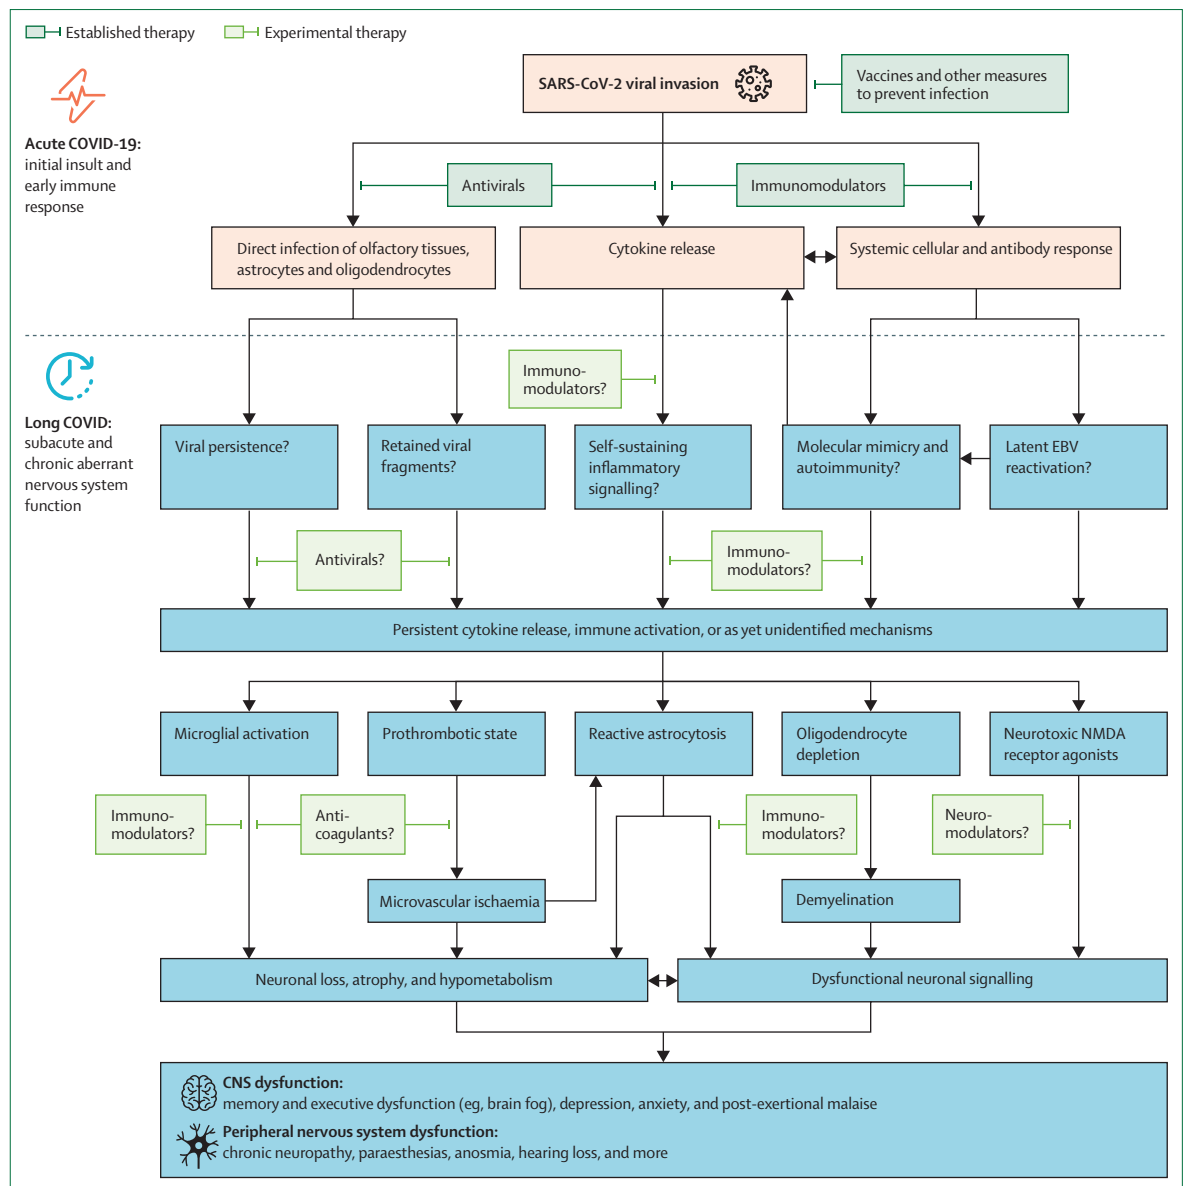 Established therapy
Experimental therapy
SARS-CoV-2 viral invasion
Vaccines and other measures
to prevent infection
Acute COVID-19:
initial insult and
early immune
response
Antivirals
Immunomodulators
Direct infection of olfactory tissues,
astrocytes and oligodendrocytes
Cytokine release
Systemic cellular and antibody response
Long COVID:
subacute and
chronic aberrant
nervous system
function
Immuno-
modulators?
Viral persistence?
Retained viral
fragments?
Self-sustaining
inflammatory
signalling?
Molecular mimicry and
autoimmunity?
Latent EBV
reactivation?
Antivirals?
Immuno-
modulators?
Persistent cytokine release, immune activation, or as yet unidentified mechanisms
Microglial activation
Prothrombotic state
Reactive astrocytosis
Oligodendrocyte
depletion
Neurotoxic NMDA
receptor agonists
Immuno-
modulators?
Anti-
coagulants?
Immuno-
modulators?
Neuro-
modulators?
Microvascular ischaemia
Demyelination
Neuronal loss, atrophy, and hypometabolism
Dysfunctional neuronal signalling
CNS dysfunction:
memory and executive dysfunction (eg, brain fog), depression, anxiety, and post-exertional malaise
Peripheral nervous system dysfunction:
chronic neuropathy, paraesthesias, anosmia, hearing loss, and more